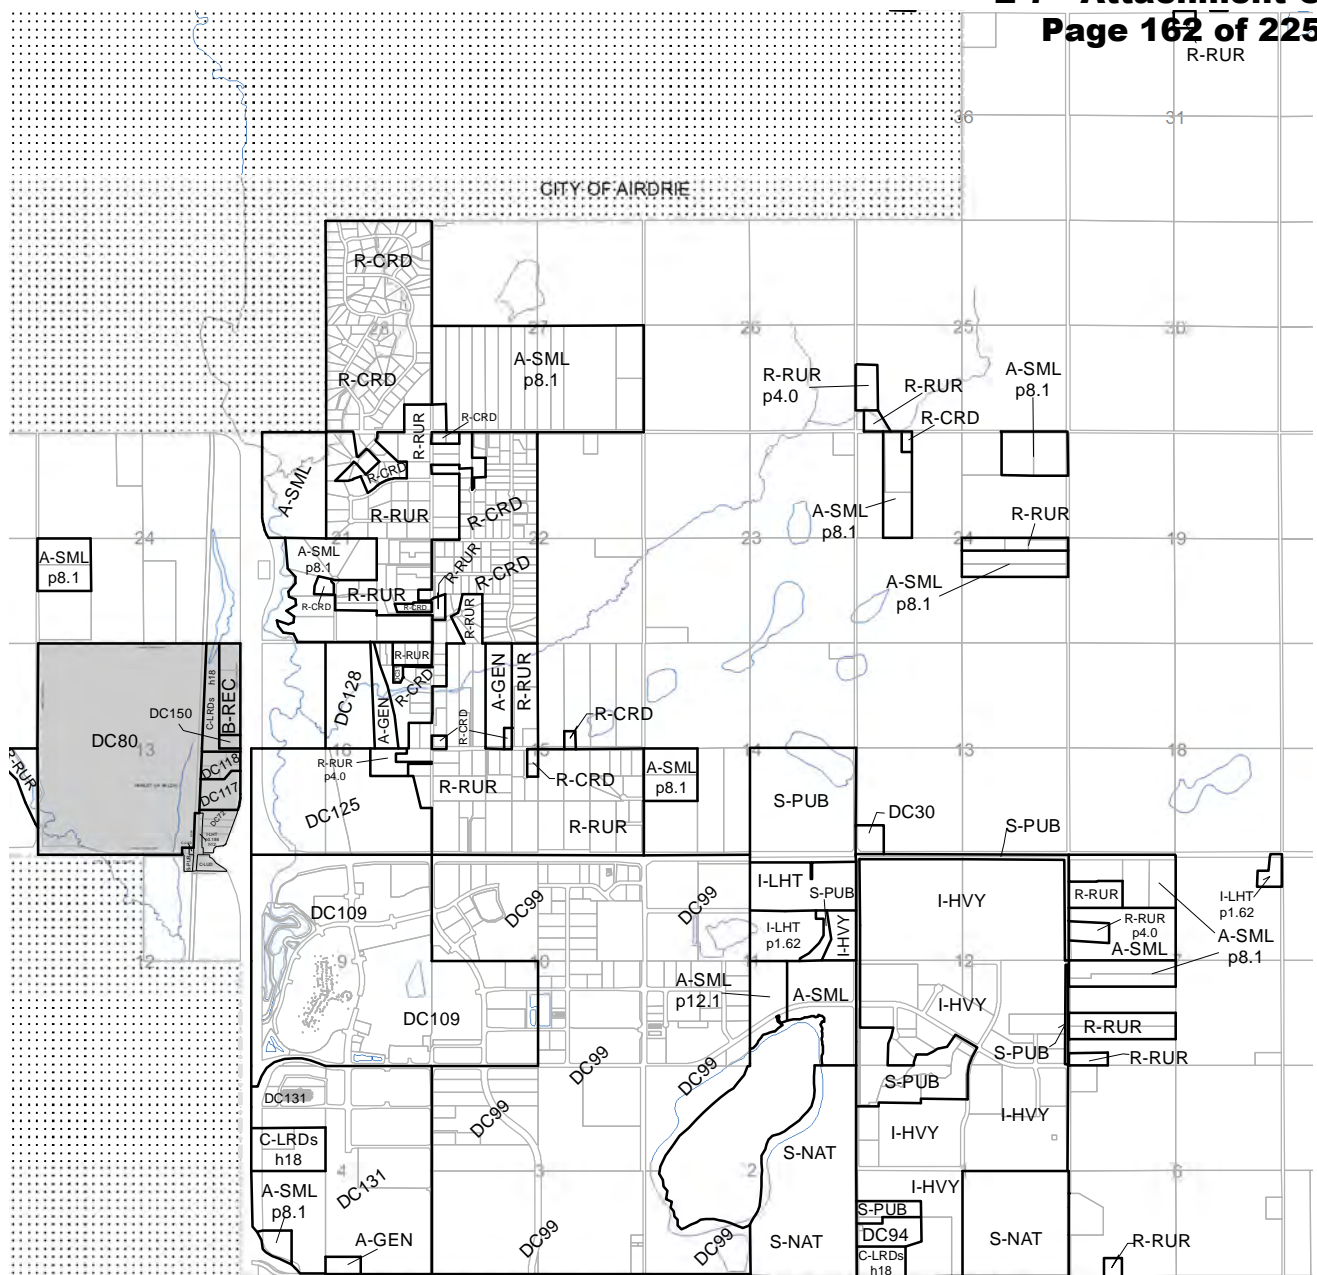 Page 162 of 225
R-RUR
36
31
CITY OF AIRDRIE
R-CRD
28
27
26
25
30
R-CRD
A-SML
p8.1
R-RUR
p4.0
R-RUR
A-SML
p8.1
R-CRD
R-RUR
R-CRD
A-SML
R-CRD
R-RUR
R-CRD
A-SML
p8.1
R-RUR
24
21
22
23
24
19
A-SML
p8.1
A-SML
p8.1
R-RUR
R-CRD
A-SML
p8.1
R-CRD
R-RUR
R-CRD
R-RUR
DC128
A-GEN
R-RUR
R-CRD
A-GEN
R-RUR
C-LRDs
h18
B-REC
DC150
DC80
13
R-RUR
DC118
DC117
DC72
16
R-RUR
p4.0
R-CRD
15
R-CRD
R-CRD
14
13
18
DC125
R-RUR
R-RUR
A-SML
p8.1
S-PUB
DC30
S-PUB
DC109
DC99
DC99
I-LHT
S-PUB
I-LHT
p1.62
I-HVY
I-HVY
R-RUR
R-RUR
p4.0
A-SML
I-LHT
p1.62
A-SML
p8.1
12
9
10
11
12
7
DC109
A-SML
p12.1
A-SML
I-HVY
I-HVY
S-PUB
R-RUR
R-RUR
DC99
DC99
S-PUB
DC131
DC99
I-HVY
I-HVY
C-LRDs
h18
4
DC131
3
2
S-NAT
1
6
A-SML
p8.1
I-HVY
S-PUB
DC94
A-GEN
DC99
DC99
S-NAT
C-LRDs
h18
S-NAT
R-RUR